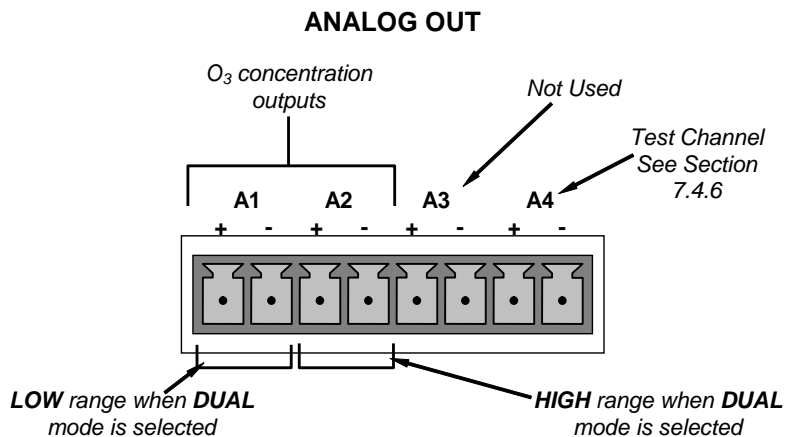 ANALOG OUT
O₃ concentration
outputs
Not Used
Test Channel
See Section
7.4.6
A1 A2 A3 A4
+ - + - + - + -
LOW range when DUAL
mode is selected
HIGH range when DUAL
mode is selected